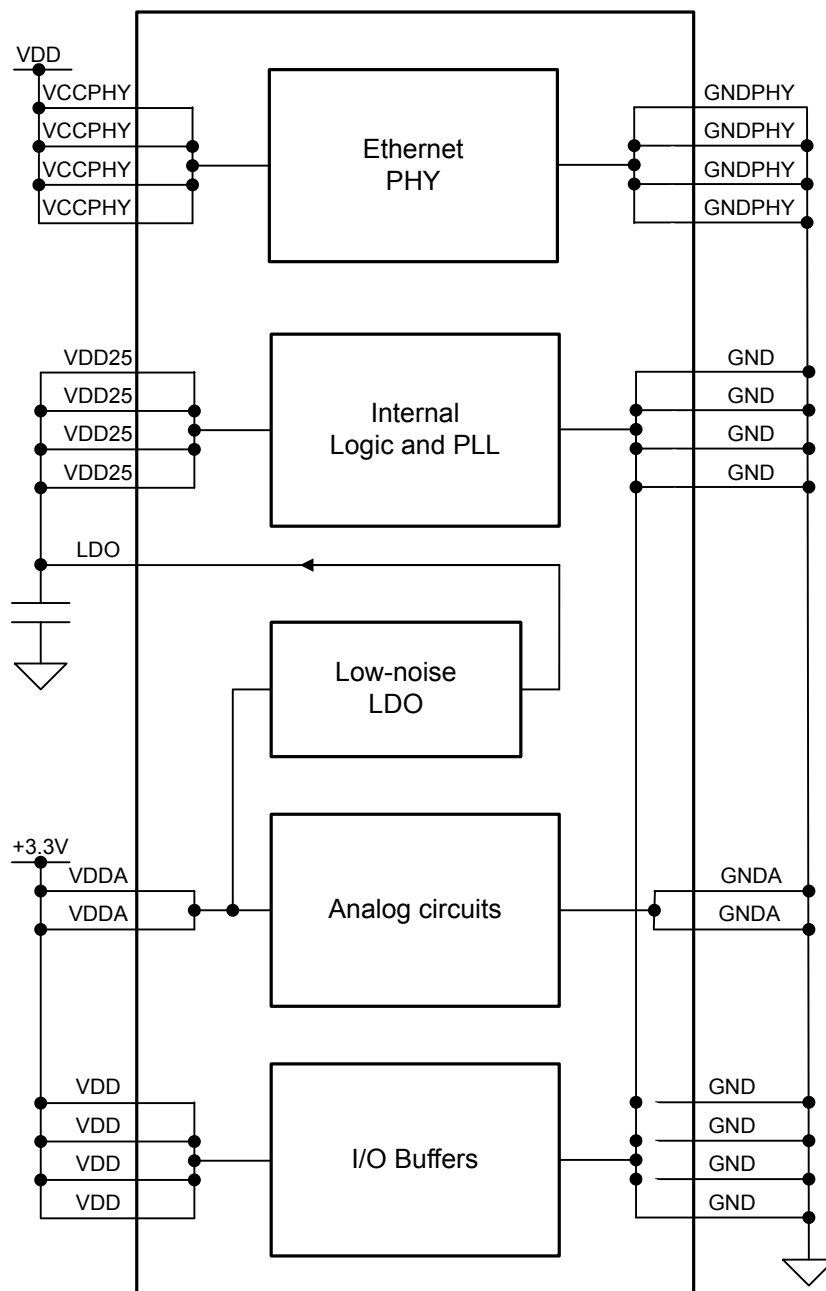 VDD
VCCPHY
VCCPHY
VCCPHY
VCCPHY
Ethernet
PHY
GNDPHY
GNDPHY
GNDPHY
GNDPHY
VDD25
VDD25
VDD25
VDD25
Internal
Logic and PLL
GND
GND
GND
GND
LDO
Low-noise
LDO
+3.3V
VDDA
VDDA
Analog circuits
GNDA
GNDA
VDD
VDD
VDD
VDD
I/O Buffers
GND
GND
GND
GND